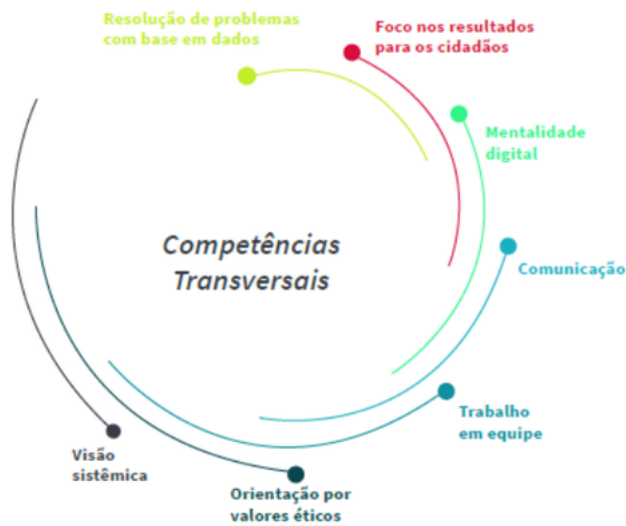 Resolução de problemas
com base em dados
Foco nos resultados
para os cidadãos
Mentalidade
digital
Comunicação
Trabalho
em equipe
Orientação por
valores éticos
Visão
sistêmica
Competências
Transversais